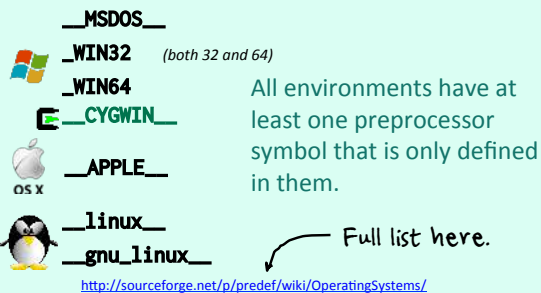 __MSDOS__
_WIN32 (both 32 and 64)
_WIN64
__CYGWIN__
All environments have at
least one preprocessor
symbol that is only defined
in them.
__APPLE__
OS X
__linux__
__gnu_linux__
Full list here.
http://sourceforge.net/p/predef/wiki/OperatingSystems/